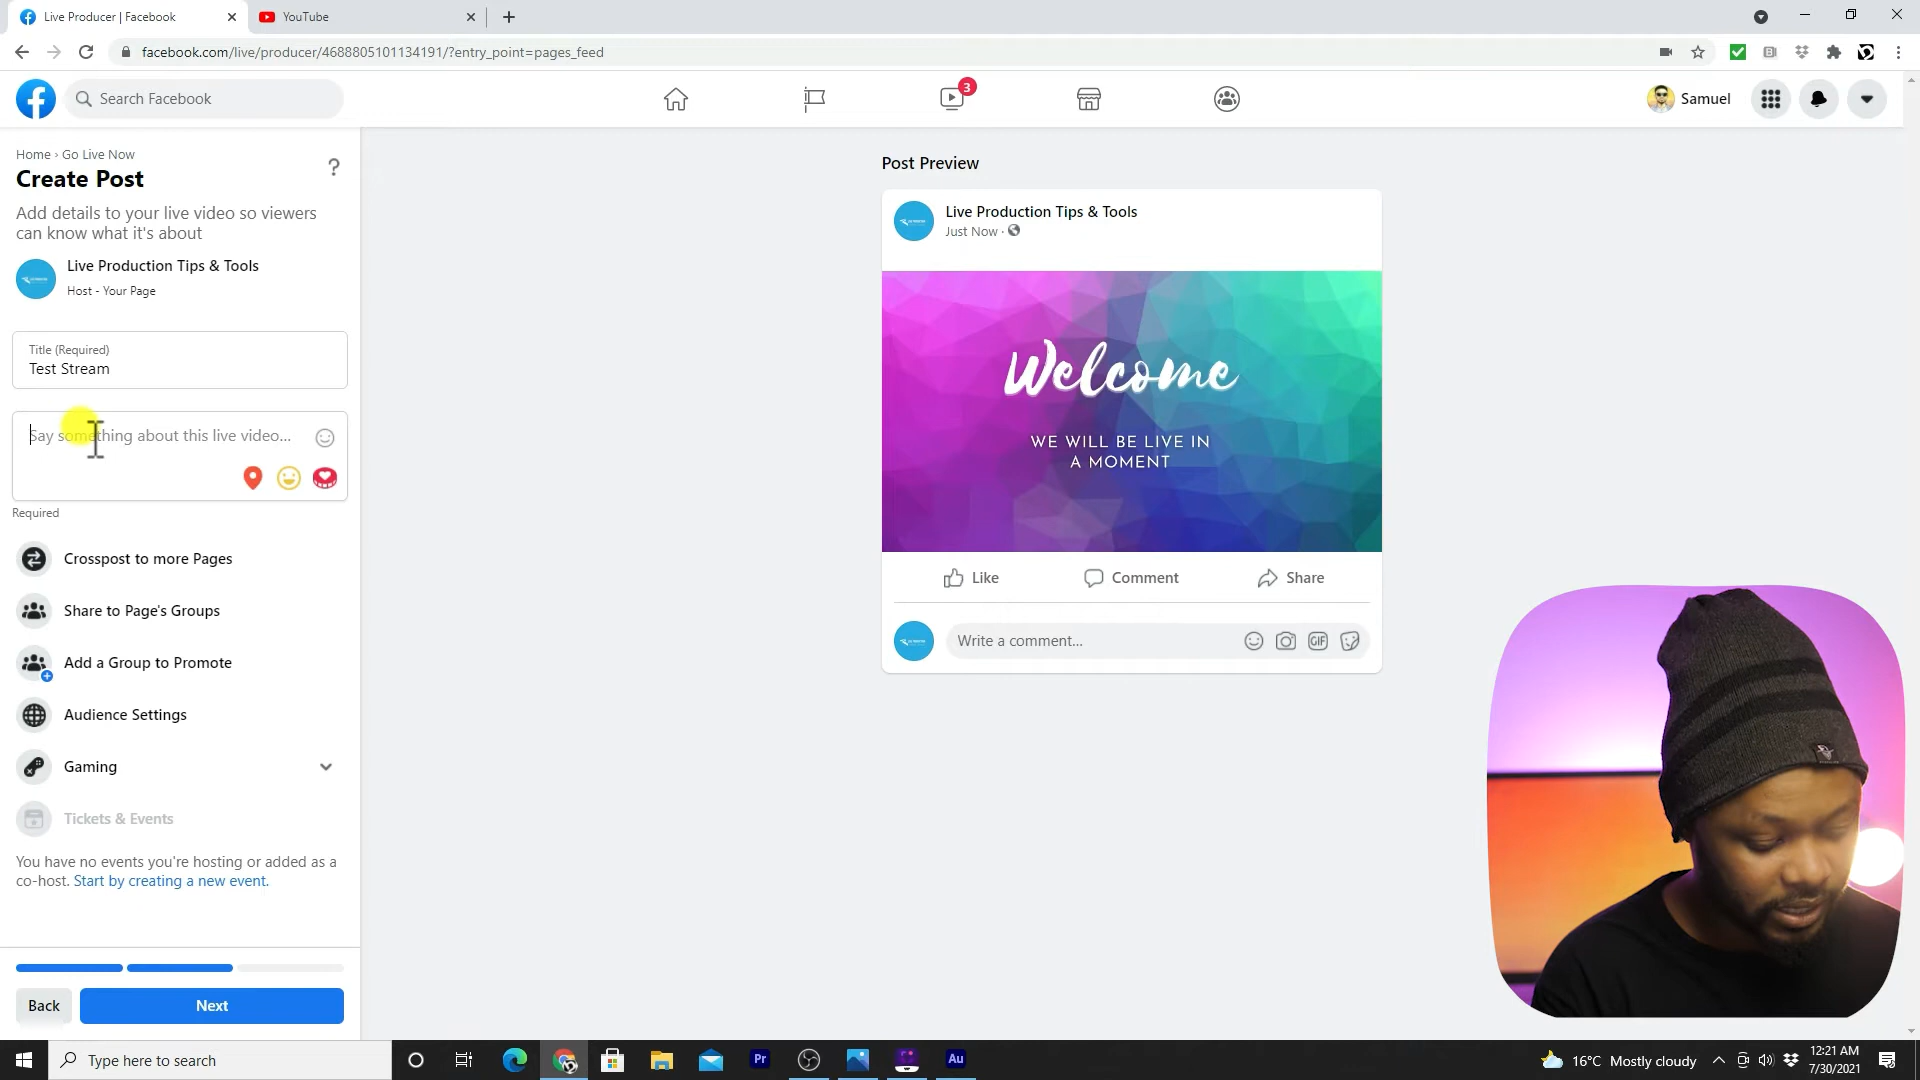 Live Producer | Facebook
YouTube
facebook.com/live/producer/4688805101134191/?entry_point=pages_feed
Search Facebook
3
Samuel
Home › Go Live Now
Create Post
?
Add details to your live video so viewers
can know what it's about
Live Production Tips & Tools
Host - Your Page
Title (Required)
Test Stream
Say something about this live video...
Required
Crosspost to more Pages
Share to Page's Groups
Add a Group to Promote
Audience Settings
Gaming
Tickets & Events
You have no events you're hosting or added as a
co-host. Start by creating a new event.
Back
Next
Post Preview
Live Production Tips & Tools
Just Now ·
Welcome
WE WILL BE LIVE IN
A MOMENT
Like
Comment
Share
Write a comment...
GIF
Type here to search
Pr
Au
16°C Mostly cloudy
12:21 AM
7/30/2021